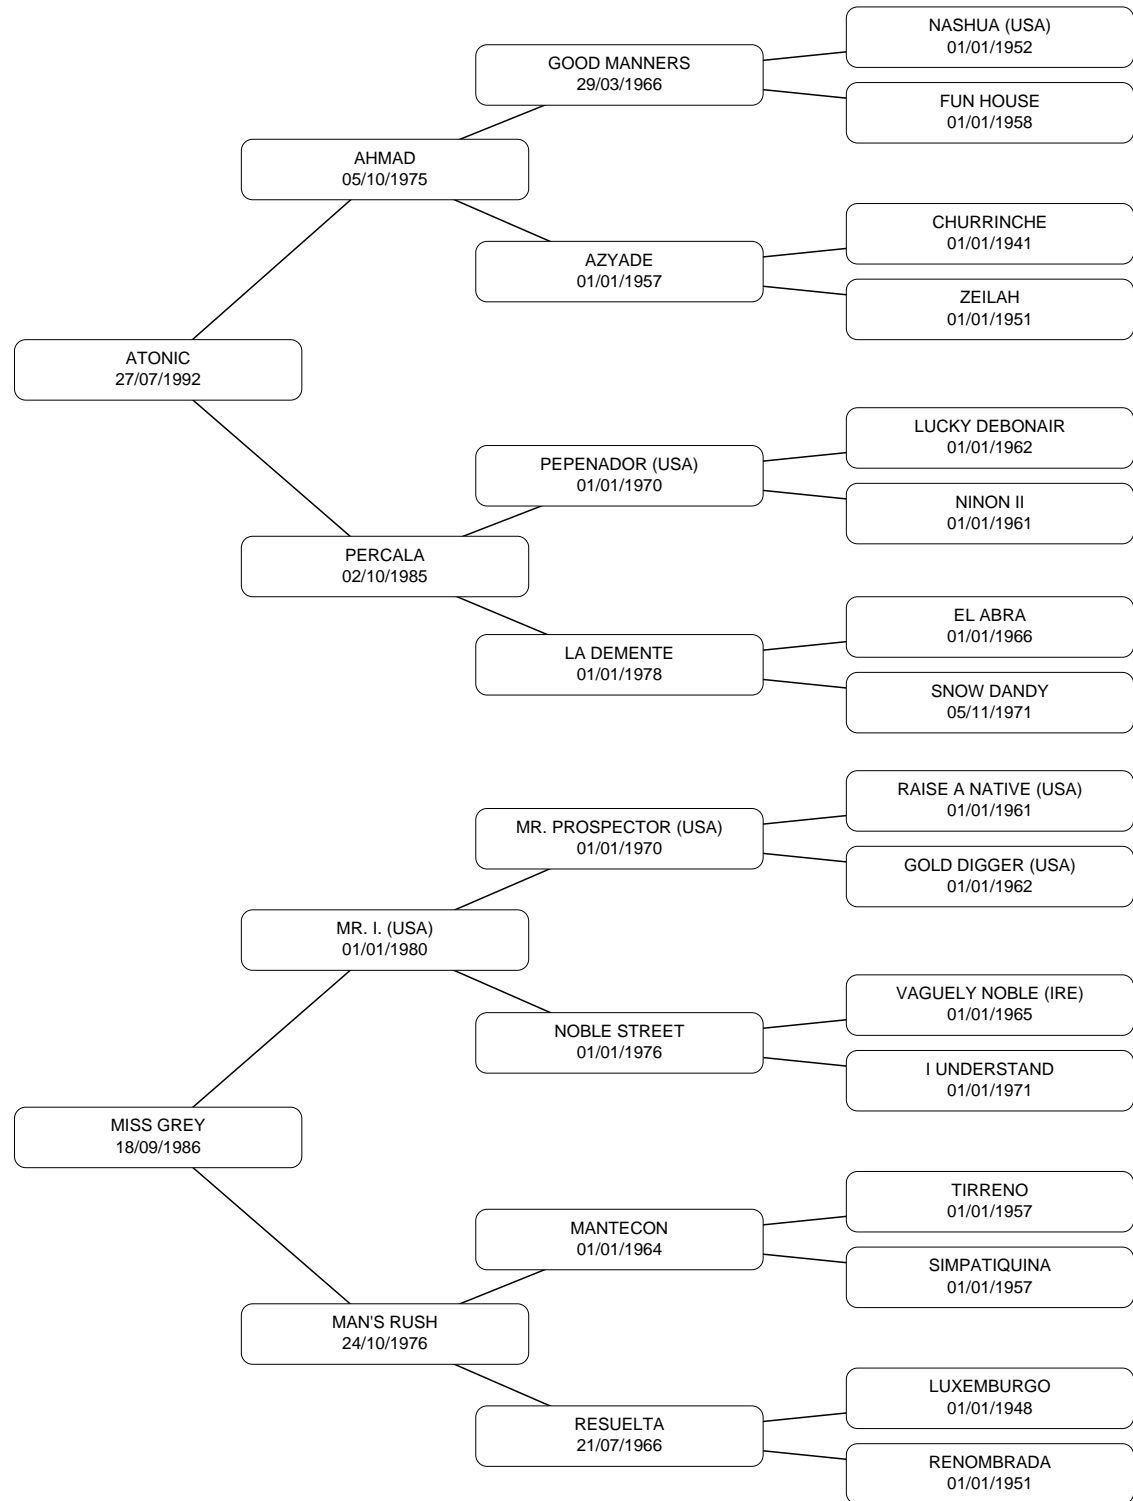 NASHUA (USA)
01/01/1952
GOOD MANNERS
29/03/1966
FUN HOUSE
01/01/1958
AHMAD
05/10/1975
CHURRINCHE
01/01/1941
AZYADE
01/01/1957
ZEILAH
01/01/1951
ATONIC
27/07/1992
LUCKY DEBONAIR
01/01/1962
PEPENADOR (USA)
01/01/1970
NINON II
01/01/1961
PERCALA
02/10/1985
EL ABRA
01/01/1966
LA DEMENTE
01/01/1978
SNOW DANDY
05/11/1971
RAISE A NATIVE (USA)
01/01/1961
MR. PROSPECTOR (USA)
01/01/1970
GOLD DIGGER (USA)
01/01/1962
MR. I. (USA)
01/01/1980
VAGUELY NOBLE (IRE)
01/01/1965
NOBLE STREET
01/01/1976
I UNDERSTAND
01/01/1971
MISS GREY
18/09/1986
TIRRENO
01/01/1957
MANTECON
01/01/1964
SIMPATIQUINA
01/01/1957
MAN'S RUSH
24/10/1976
LUXEMBURGO
01/01/1948
RESUELTA
21/07/1966
RENOMBRADA
01/01/1951